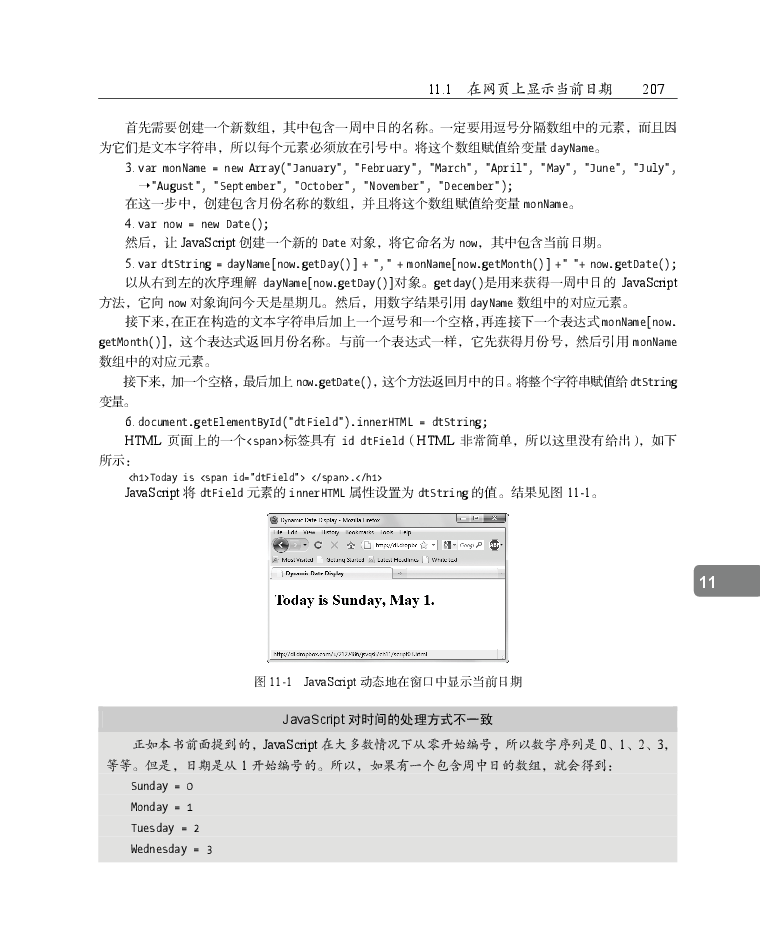 11.1 在网页上显示当前日期 207
首先需要创建一个新数组，其中包含一周中日的名称。一定要用逗号分隔数组中的元素，而且因
为它们是文本字符串，所以每个元素必须放在引号中。将这个数组赋值给变量 dayName。
3. var monName = new Array("January", "February", "March", "April", "May", "June", "July",
→"August", "September", "October", "November", "December");
在这一步中，创建包含月份名称的数组，并且将这个数组赋值给变量 monName。
4. var now = new Date();
然后，让 JavaScript 创建一个新的 Date 对象，将它命名为 now，其中包含当前日期。
5. var dtString = dayName[now.getDay()] + "," + monName[now.getMonth()] +" "+ now.getDate();
以从右到左的次序理解 dayName[now.getDay()]对象。getday()是用来获得一周中日的 JavaScript
方法，它向 now 对象询问今天是星期几。然后，用数字结果引用 dayName 数组中的对应元素。
接下来，在正在构造的文本字符串后加上一个逗号和一个空格，再连接下一个表达式 monName[now.
getMonth()]，这个表达式返回月份名称。与前一个表达式一样，它先获得月份号，然后引用 monName
数组中的对应元素。
接下来，加一个空格，最后加上 now.getDate()，这个方法返回月中的日。将整个字符串赋值给 dtString
变量。
6. document.getElementById("dtField").innerHTML = dtString;
HTML 页面上的一个<span>标签具有 id dtField（HTML 非常简单，所以这里没有给出），如下
所示：
<h1>Today is <span id="dtField"> </span>.</h1>
JavaScript 将 dtField 元素的 innerHTML 属性设置为 dtString 的值。结果见图 11-1。
Dynamic Date Display - Mozilla Firefox
File Edit View History Bookmarks Tools Help
Most Visited Getting Started Latest Headlines White text
Dynamic Date Display
Today is Sunday, May 1.
11
图 11-1 JavaScript 动态地在窗口中显示当前日期
JavaScript 对时间的处理方式不一致
正如本书前面提到的，JavaScript 在大多数情况下从零开始编号，所以数字序列是 0、1、2、3，
等等。但是，日期是从 1 开始编号的。所以，如果有一个包含周中日的数组，就会得到：
Sunday = 0
Monday = 1
Tuesday = 2
Wednesday = 3